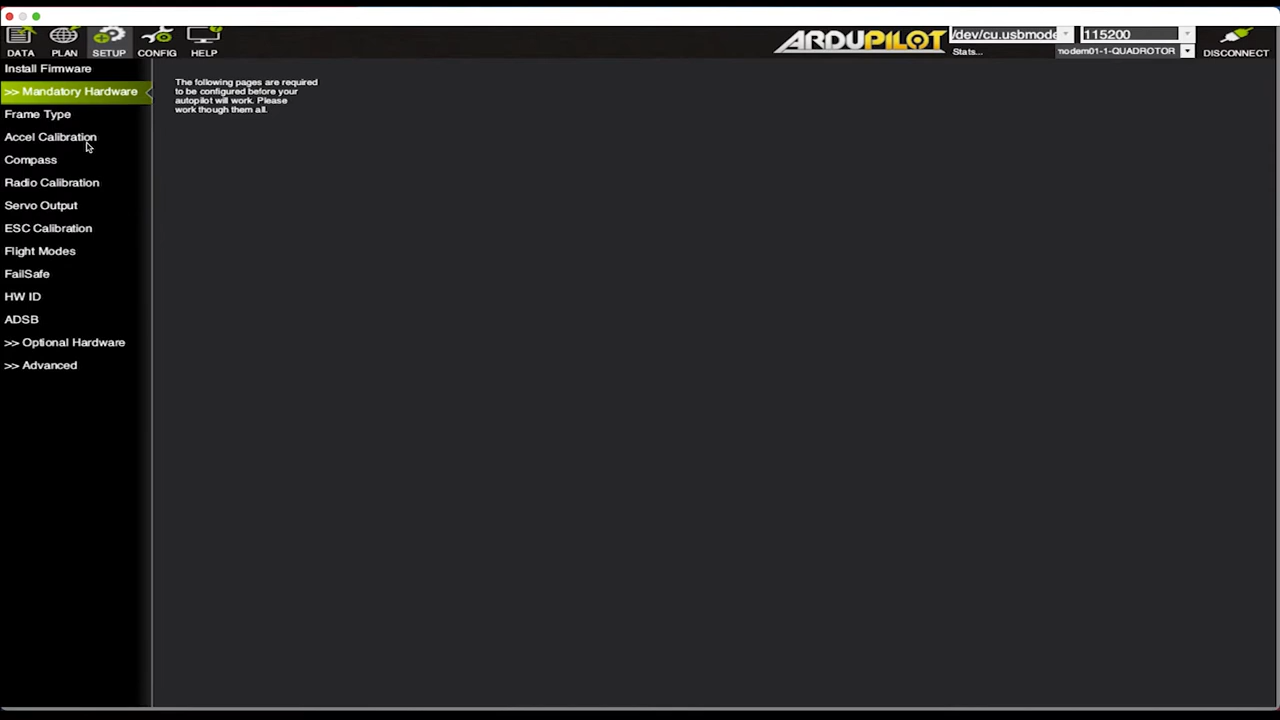 DATA
PLAN
SETUP
CONFIG
HELP
ARDUPILOT
/dev/cu.usbmode
115200
Stats...
nodem01-1-QUADROTOR
DISCONNECT
Install Firmware
>> Mandatory Hardware
Frame Type
Accel Calibration
Compass
Radio Calibration
Servo Output
ESC Calibration
Flight Modes
FailSafe
HW ID
ADSB
>> Optional Hardware
>> Advanced
The following pages are required
to be configured before your
autopilot will work. Please
work though them all.